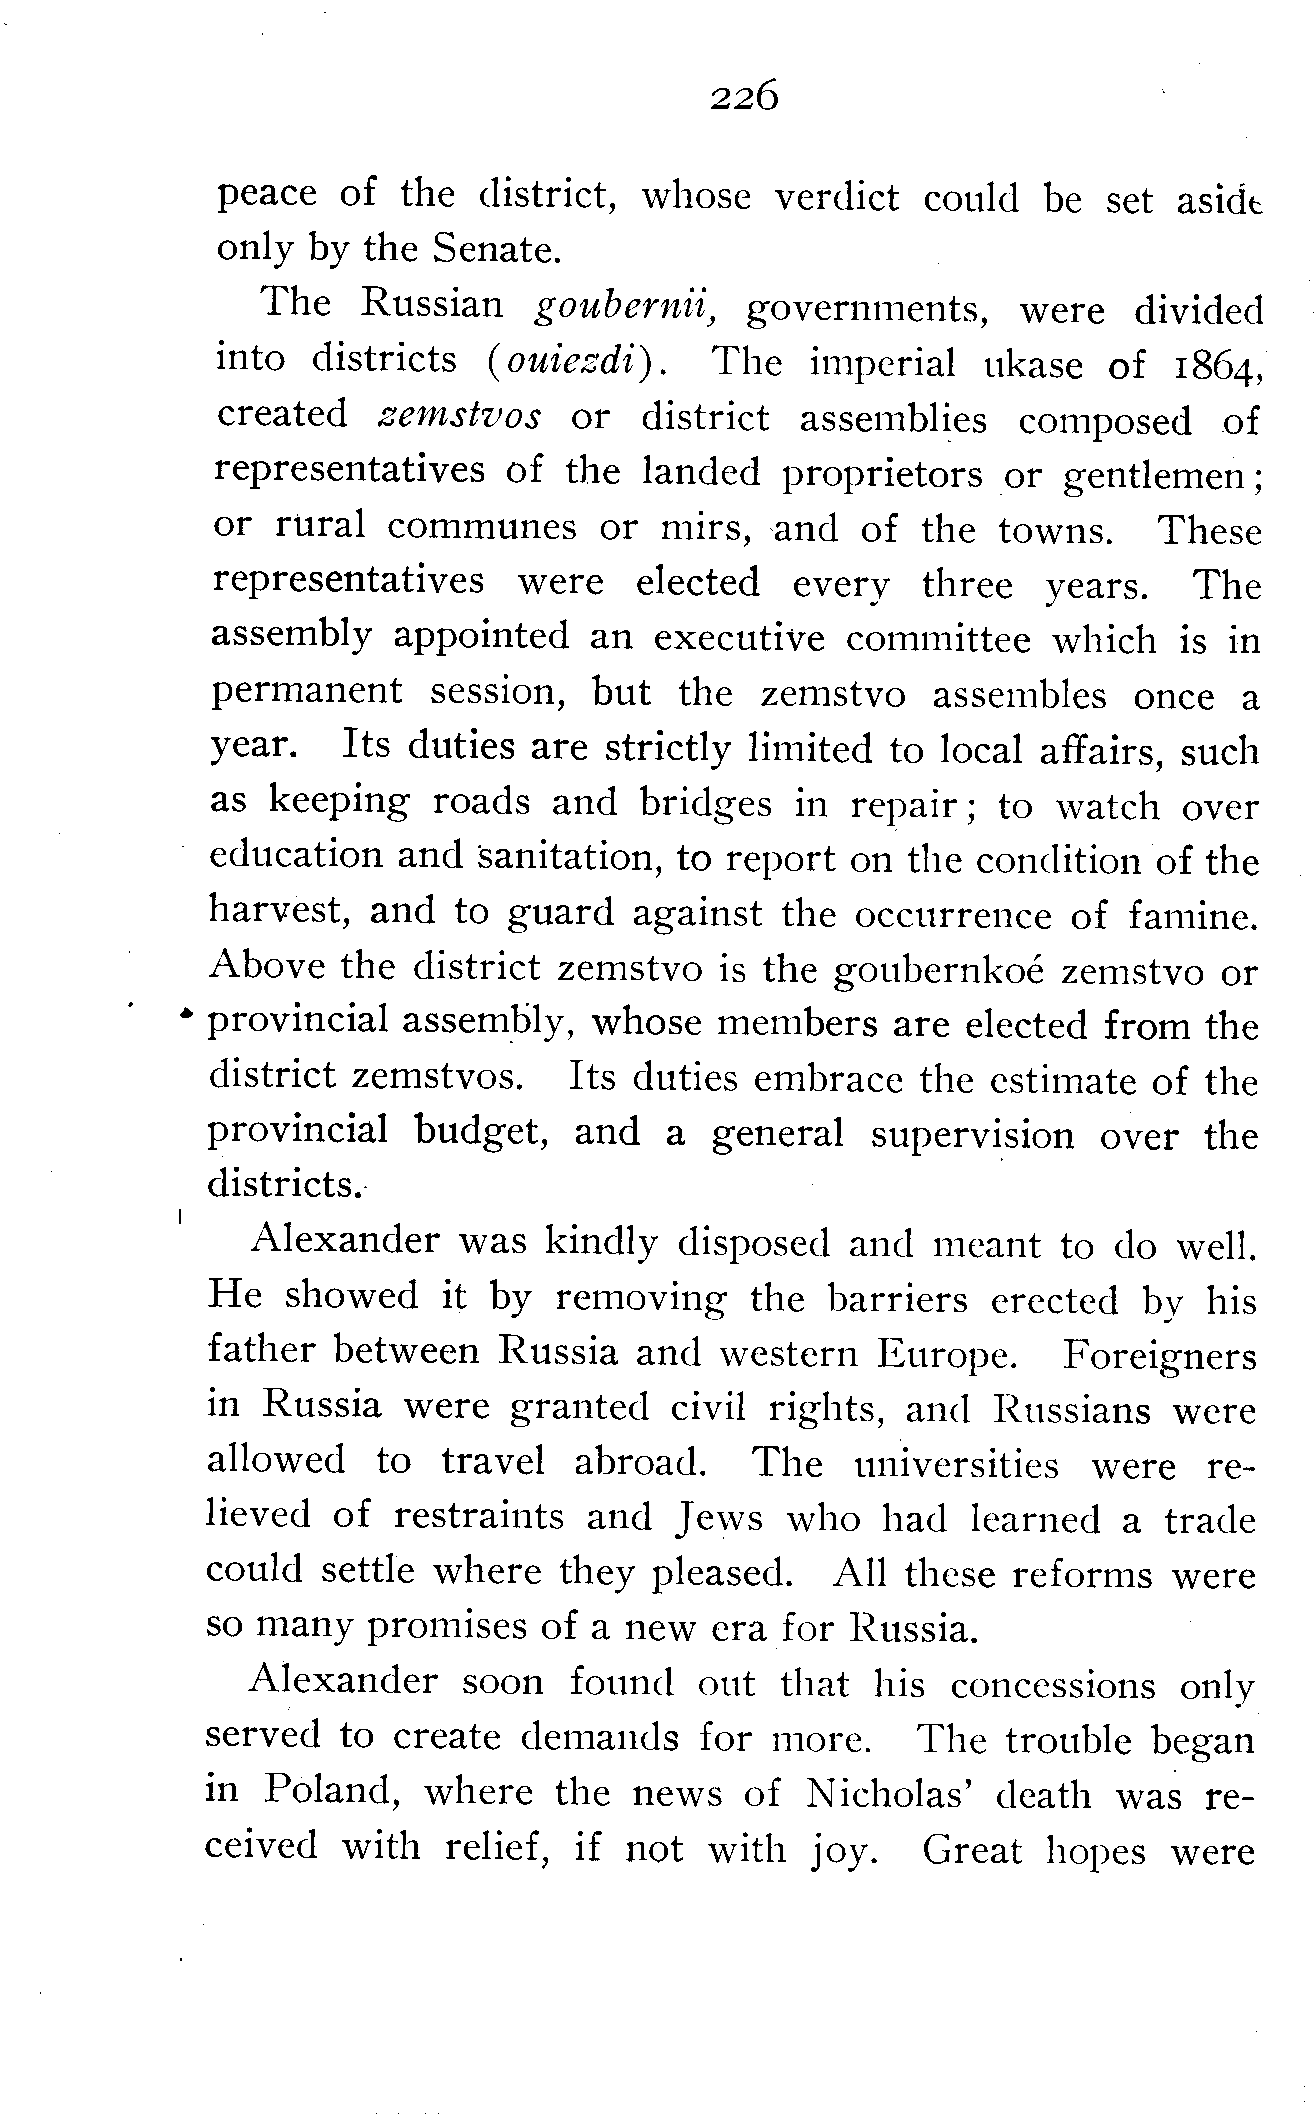 226
peace of the district, whose verdict could be set aside
only by the Senate.
The Russian goubernii, governments, were divided
into districts (ouiezdi). The imperial ukase of 1864,
created zemstvos or district assemblies composed of
representatives of the landed proprietors or gentlemen;
or rural communes or mirs, and of the towns. These
representatives were elected every three years. The
assembly appointed an executive committee which is in
permanent session, but the zemstvo assembles once a
year. Its duties are strictly limited to local affairs, such
as keeping roads and bridges in repair; to watch over
education and sanitation, to report on the condition of the
harvest, and to guard against the occurrence of famine.
Above the district zemstvo is the goubernkoé zemstvo or
provincial assembly, whose members are elected from the
district zemstvos. Its duties embrace the estimate of the
provincial budget, and a general supervision over the
districts.
Alexander was kindly disposed and meant to do well.
He showed it by removing the barriers erected by his
father between Russia and western Europe. Foreigners
in Russia were granted civil rights, and Russians were
allowed to travel abroad. The universities were re-
lieved of restraints and Jews who had learned a trade
could settle where they pleased. All these reforms were
so many promises of a new era for Russia.
Alexander soon found out that his concessions only
served to create demands for more. The trouble began
in Poland, where the news of Nicholas' death was re-
ceived with relief, if not with joy. Great hopes were